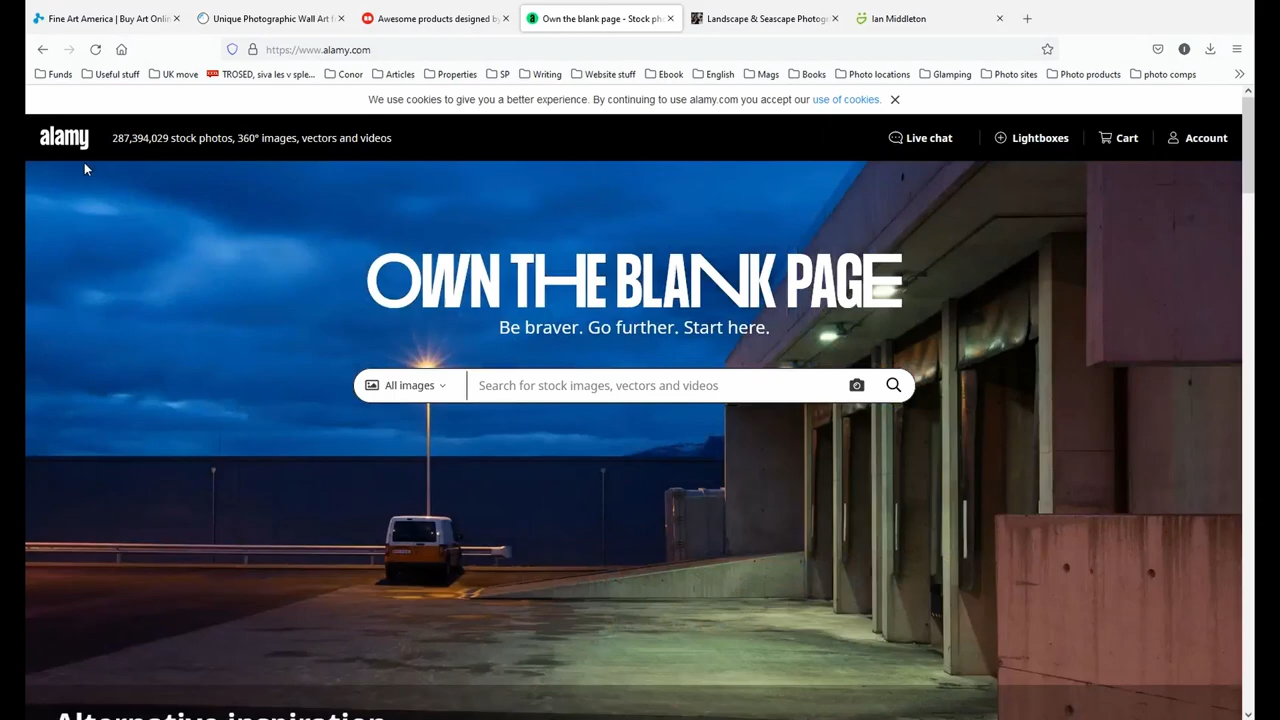 Fine Art America | Buy Art Onlin
Unique Photographic Wall Art f
Awesome products designed by
Own the blank page - Stock ph
Landscape & Seascape Photog
Ian Middleton
https://www.alamy.com
Funds
Useful stuff
UK move
TROSED, siva les v sple...
Conor
Articles
Properties
SP
Writing
Website stuff
Ebook
English
Mags
Books
Photo locations
Glamping
Photo sites
Photo products
photo comps
We use cookies to give you a better experience. By continuing to use alamy.com you accept our use of cookies.
alamy
287,394,029 stock photos, 360° images, vectors and videos
Live chat
Lightboxes
Cart
Account
OWN THE BLANK PAGE
Be braver. Go further. Start here.
All images
Search for stock images, vectors and videos
Alternative inspiration